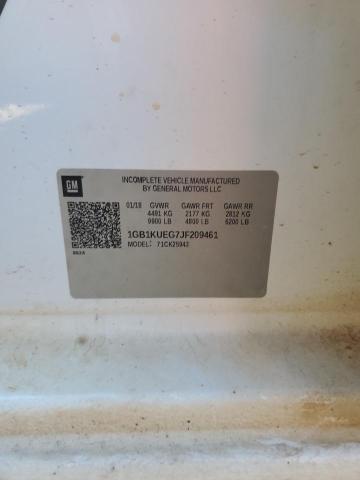 GM
INCOMPLETE VEHICLE MANUFACTURED
BY GENERAL MOTORS LLC
01/18 GVWR GAWR FRT GAWR RR
4491 KG 2177 KG 2812 KG
9900 LB 4800 LB 6200 LB
1GB1KUEG7JF209461
MODEL: 71CK25943